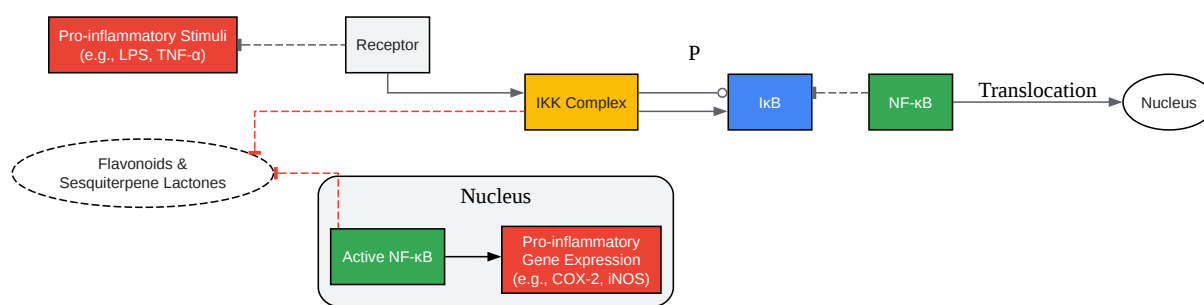 Pro-inflammatory Stimuli
(e.g., LPS, TNF-α)
Receptor
P
IKK Complex
IκB
NF-κB
Translocation
Nucleus
Flavonoids &
Sesquiterpene Lactones
Nucleus
Active NF-κB
Pro-inflammatory
Gene Expression
(e.g., COX-2, iNOS)